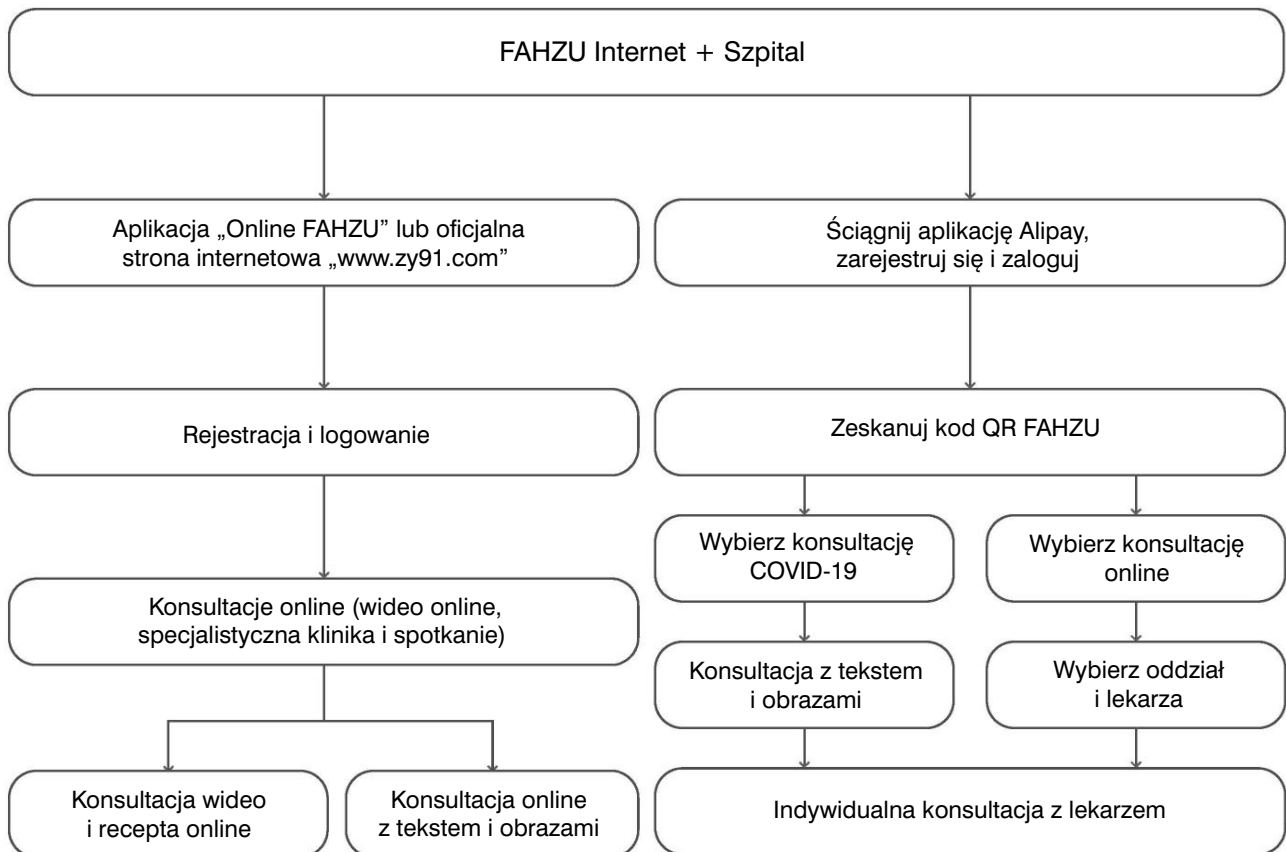 FAHZU Internet + Szpital
Aplikacja „Online FAHZU” lub oficjalna
strona internetowa „www.zy91.com”
Ściągnij aplikację Alipay,
zarejestruj się i zaloguj
Rejestracja i logowanie
Zeskanuj kod QR FAHZU
Wybierz konsultację
COVID-19
Wybierz konsultację
online
Konsultacje online (wideo online,
specjalistyczna klinika i spotkanie)
Konsultacja z tekstem
i obrazami
Wybierz oddział
i lekarza
Konsultacja wideo
i recepta online
Konsultacja online
z tekstem i obrazami
Indywidualna konsultacja z lekarzem